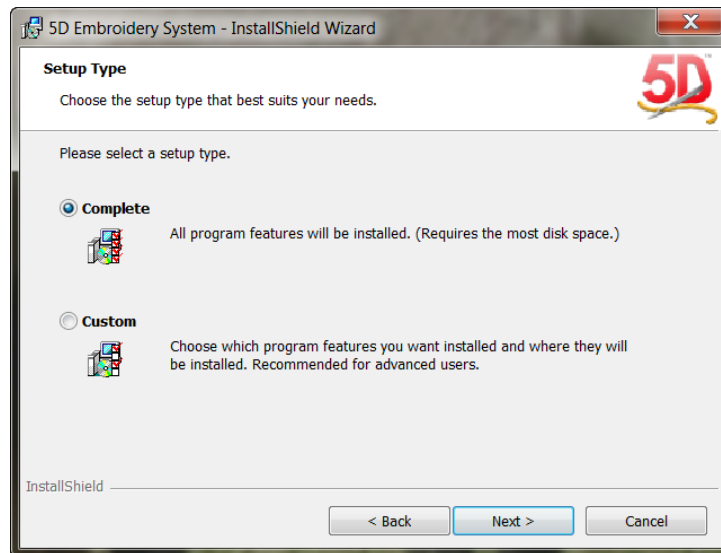 5D Embroidery System - InstallShield Wizard
Setup Type
Choose the setup type that best suits your needs.
5D™
Please select a setup type.
Complete
All program features will be installed. (Requires the most disk space.)
Custom
Choose which program features you want installed and where they will
be installed. Recommended for advanced users.
InstallShield
< Back
Next >
Cancel